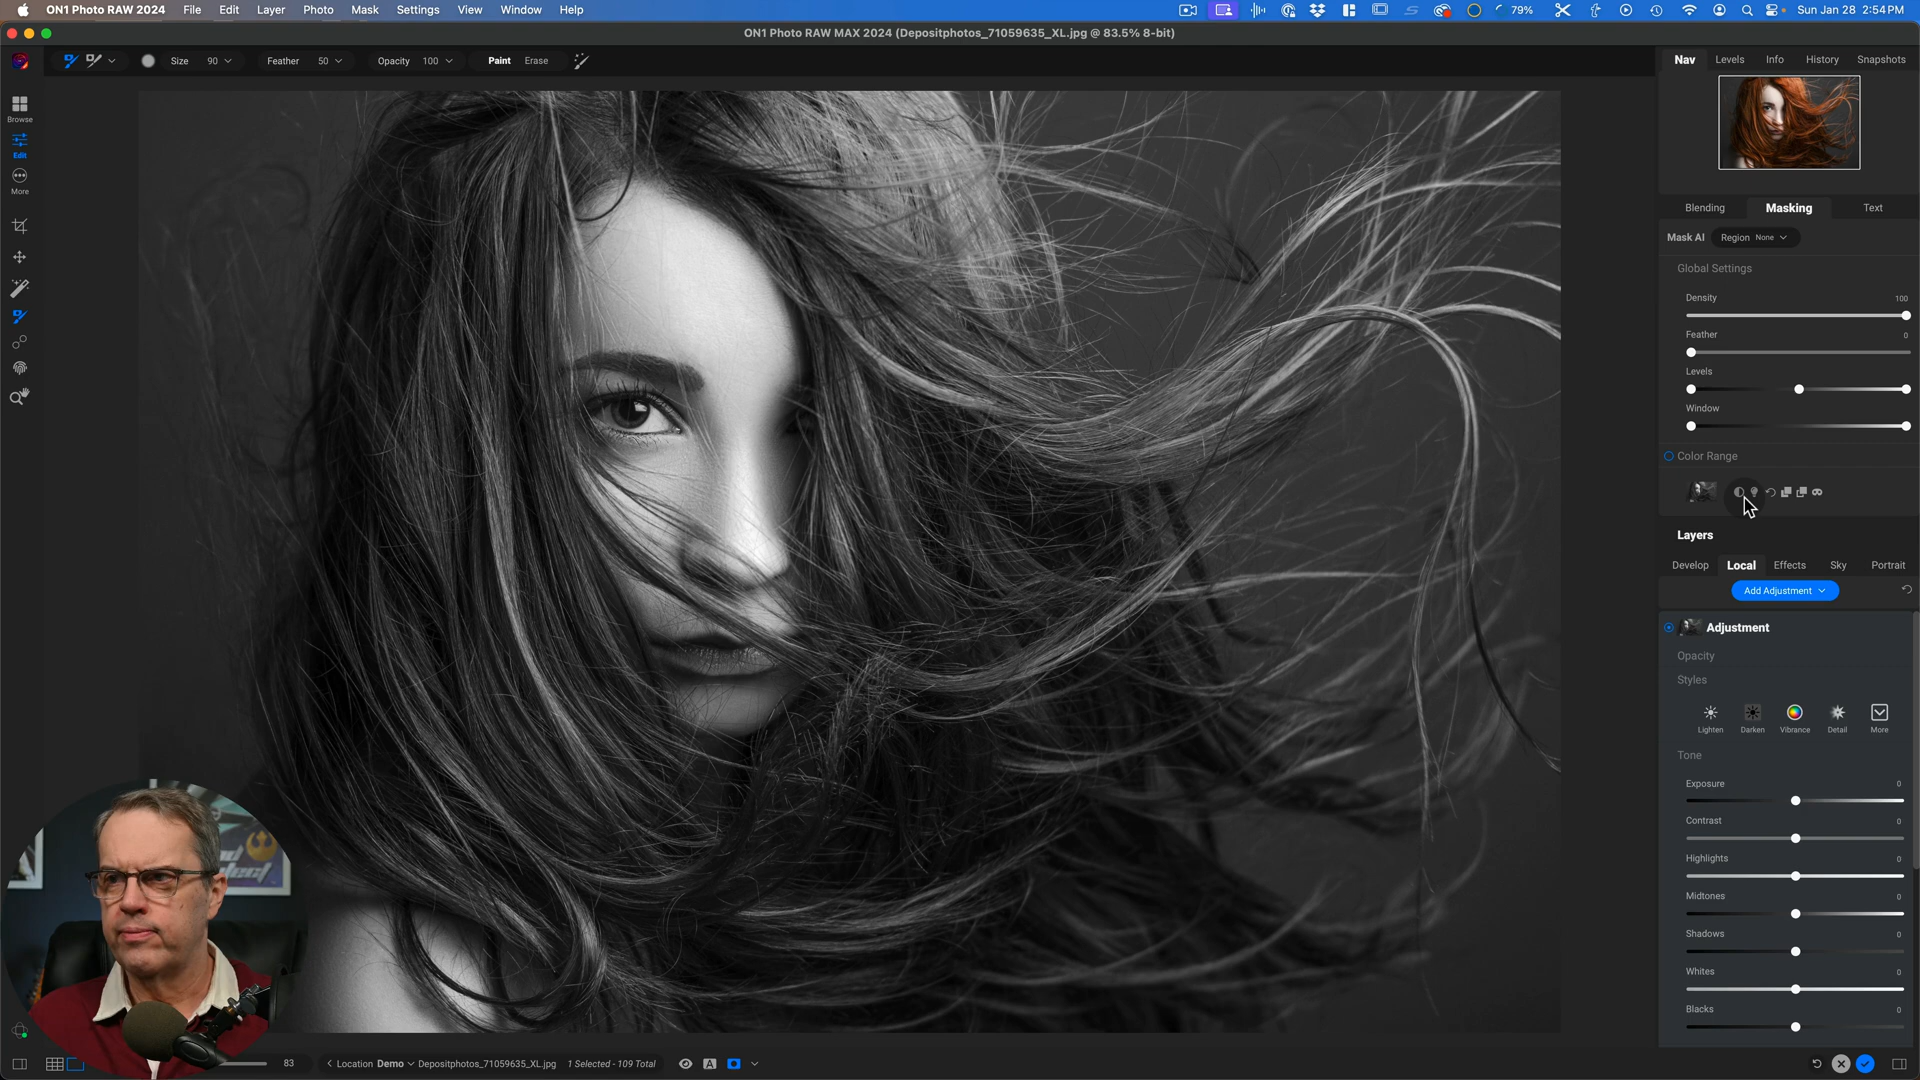 ON1 Photo RAW 2024 File Edit Layer Photo Mask Settings View Window Help
79% Sun Jan 28 2:54 PM
ON1 Photo RAW MAX 2024 (Depositphotos_71059635_XL.jpg @ 83.5% 8-bit)
Size 90 Feather 50 Opacity 100 Paint Erase
Nav Levels Info History Snapshots
Browse
Edit
More
Blending Masking Text
Mask AI Region None
Global Settings
Density 100
Feather 0
Levels
Window
Color Range
Layers
Develop Local Effects Sky Portrait
Add Adjustment
Adjustment
Opacity
Styles
Lighten Darken Vibrance Detail More
Tone
Exposure 0
Contrast 0
Highlights 0
Midtones 0
Shadows 0
Whites 0
Blacks 0
83 Location Demo Depositphotos_71059635_XL.jpg 1 Selected - 109 Total
A